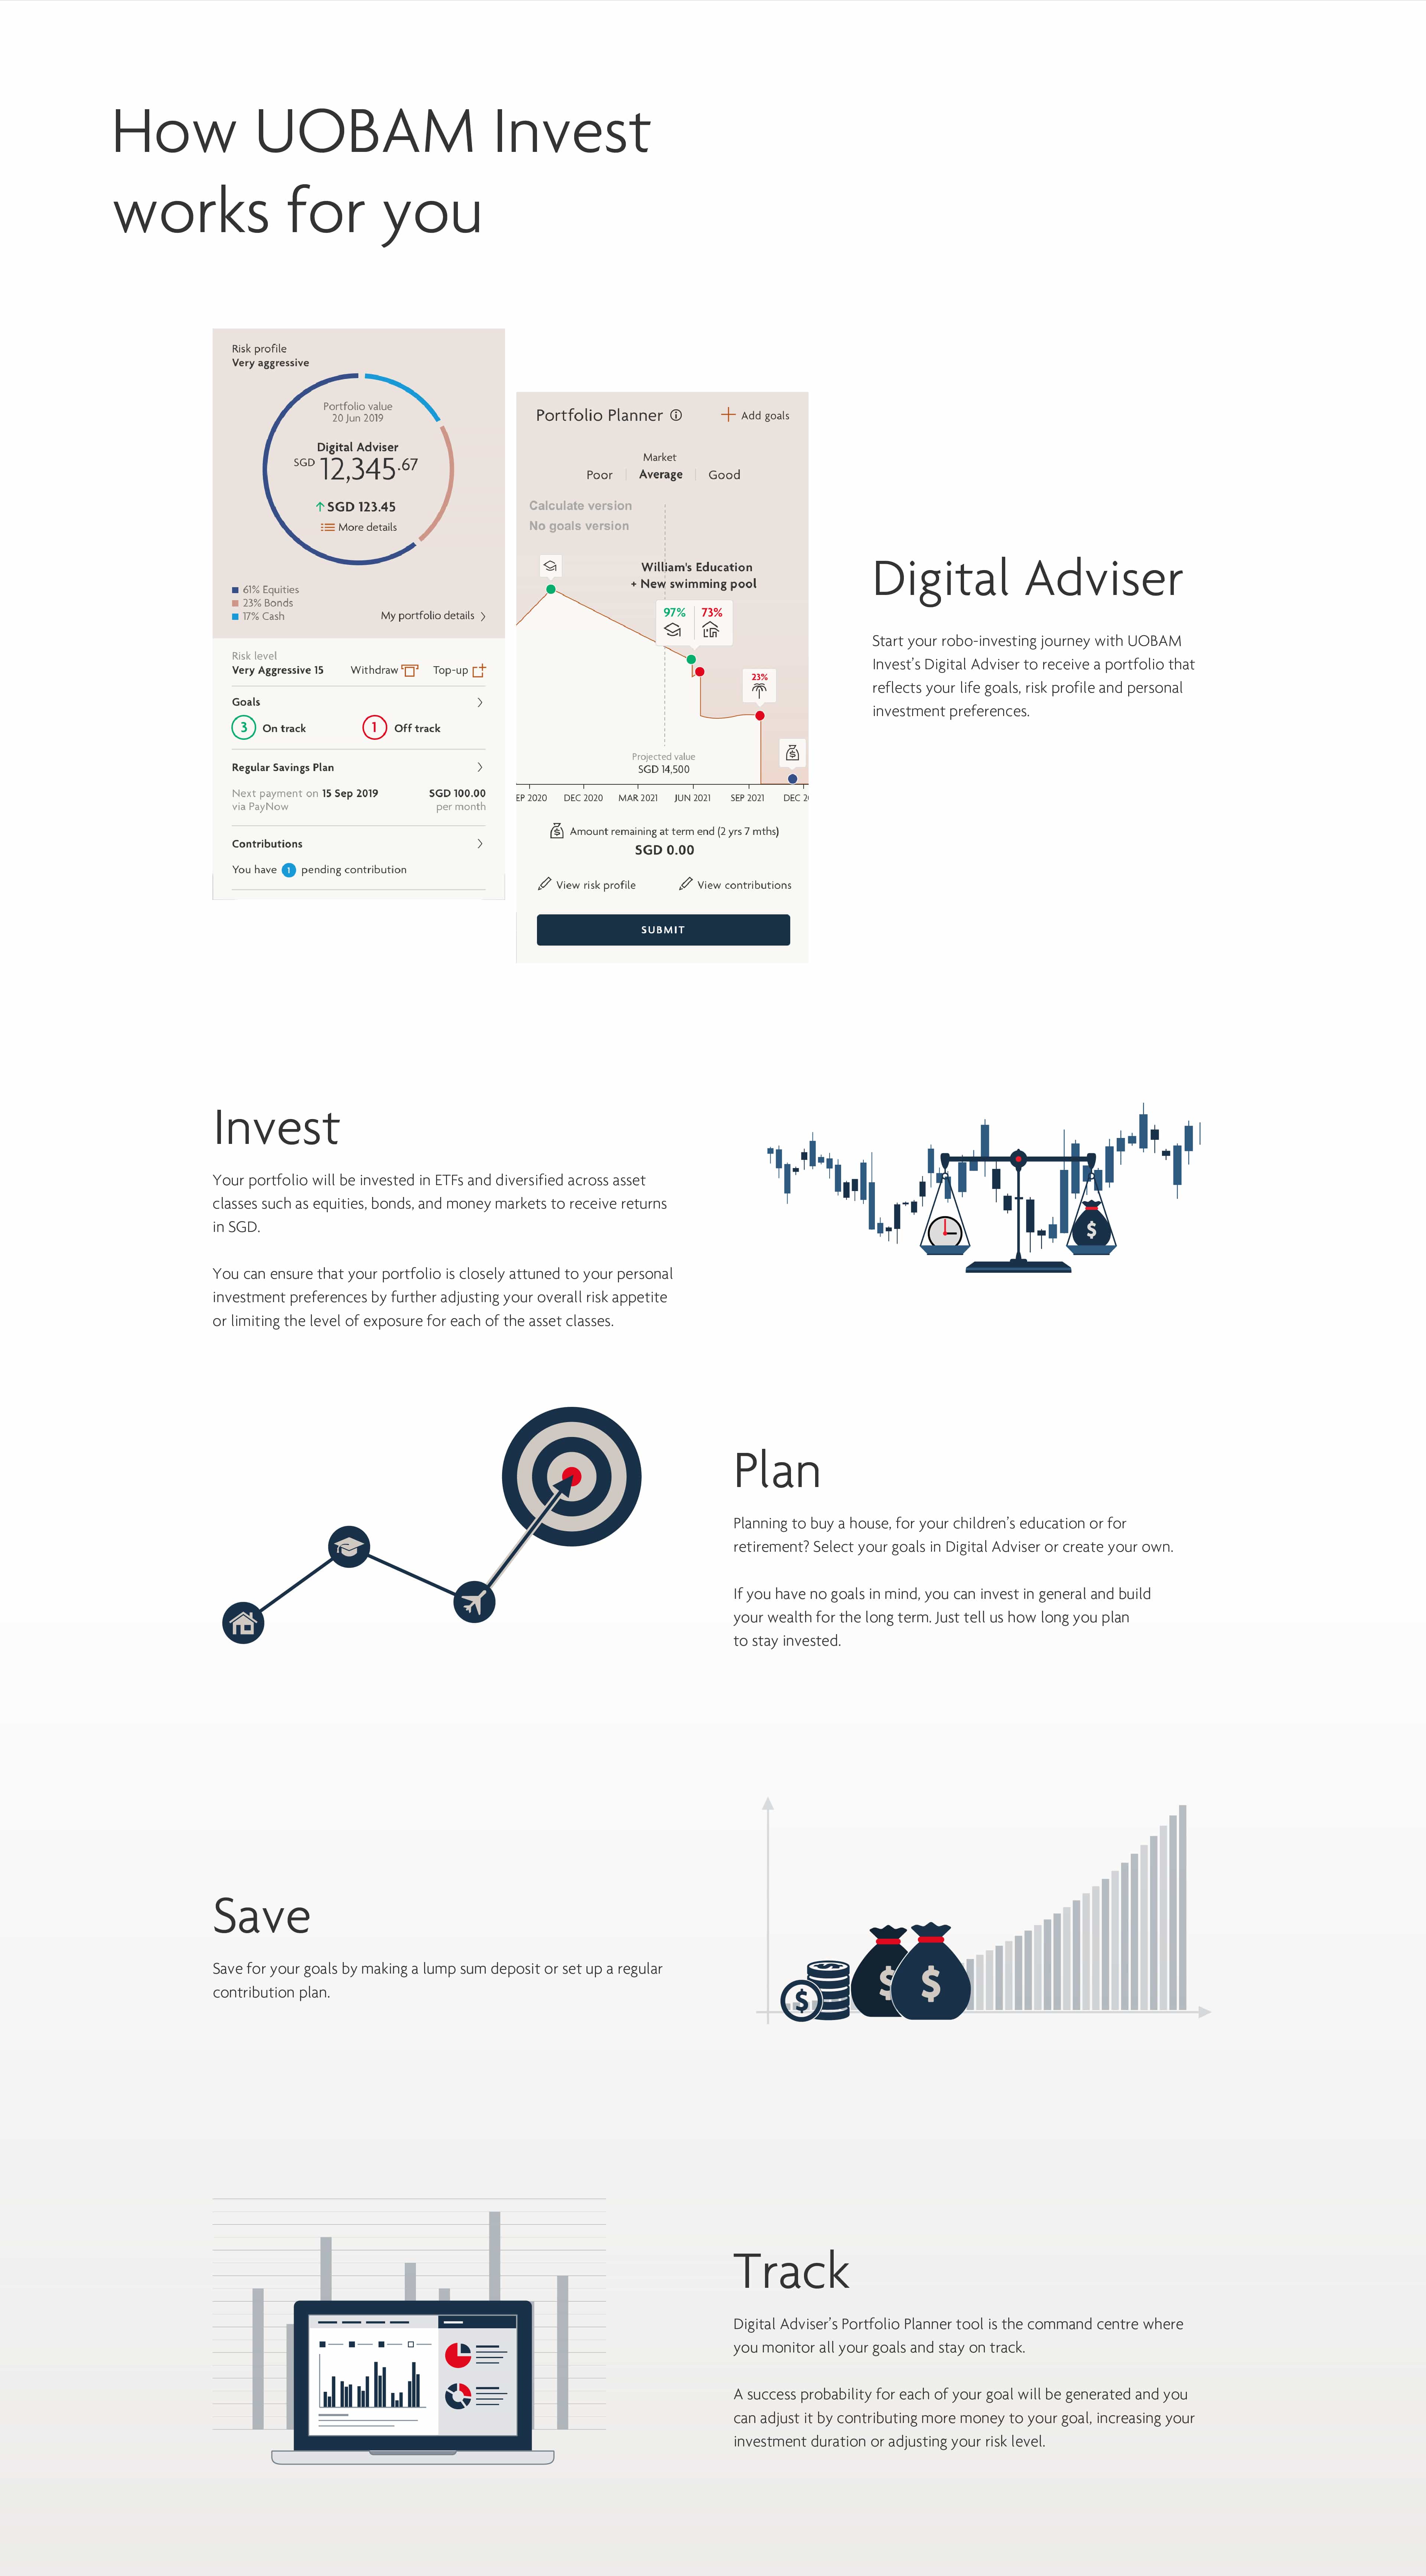 How UOBAM Invest
works for you
Risk profile
Very aggressive
Portfolio value
20 Jun 2019
Digital Adviser
SGD 12,345.67
SGD 123.45
More details
61% Equities
23% Bonds
17% Cash
My portfolio details
Risk level
Very Aggressive 15
Withdraw
Top-up
Goals
3 On track
1 Off track
Regular Savings Plan
Next payment on 15 Sep 2019
via PayNow
SGD 100.00
per month
Contributions
You have 1 pending contribution
Portfolio Planner
Add goals
Market
Poor Average Good
Calculate version
No goals version
William's Education
+ New swimming pool
97% 73%
23%
Projected value
SGD 14,500
EP 2020 DEC 2020 MAR 2021 JUN 2021 SEP 2021 DEC 2
Amount remaining at term end (2 yrs 7 mths)
SGD 0.00
View risk profile
View contributions
SUBMIT
Digital Adviser
Start your robo-investing journey with UOBAM
Invest's Digital Adviser to receive a portfolio that
reflects your life goals, risk profile and personal
investment preferences.
Invest
Your portfolio will be invested in ETFs and diversified across asset
classes such as equities, bonds, and money markets to receive returns
in SGD.
You can ensure that your portfolio is closely attuned to your personal
investment preferences by further adjusting your overall risk appetite
or limiting the level of exposure for each of the asset classes.
$
Plan
Planning to buy a house, for your children's education or for
retirement? Select your goals in Digital Adviser or create your own.
If you have no goals in mind, you can invest in general and build
your wealth for the long term. Just tell us how long you plan
to stay invested.
Save
Save for your goals by making a lump sum deposit or set up a regular
contribution plan.
$ $ $
Track
Digital Adviser's Portfolio Planner tool is the command centre where
you monitor all your goals and stay on track.
A success probability for each of your goal will be generated and you
can adjust it by contributing more money to your goal, increasing your
investment duration or adjusting your risk level.